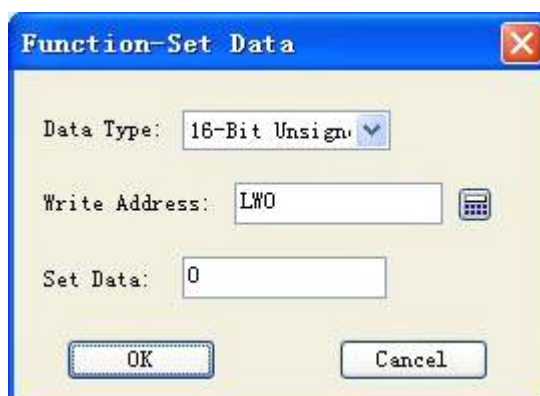 Function-Set Data
Data Type: 16-Bit Unsign
Write Address: LW0
Set Data: 0
OK Cancel